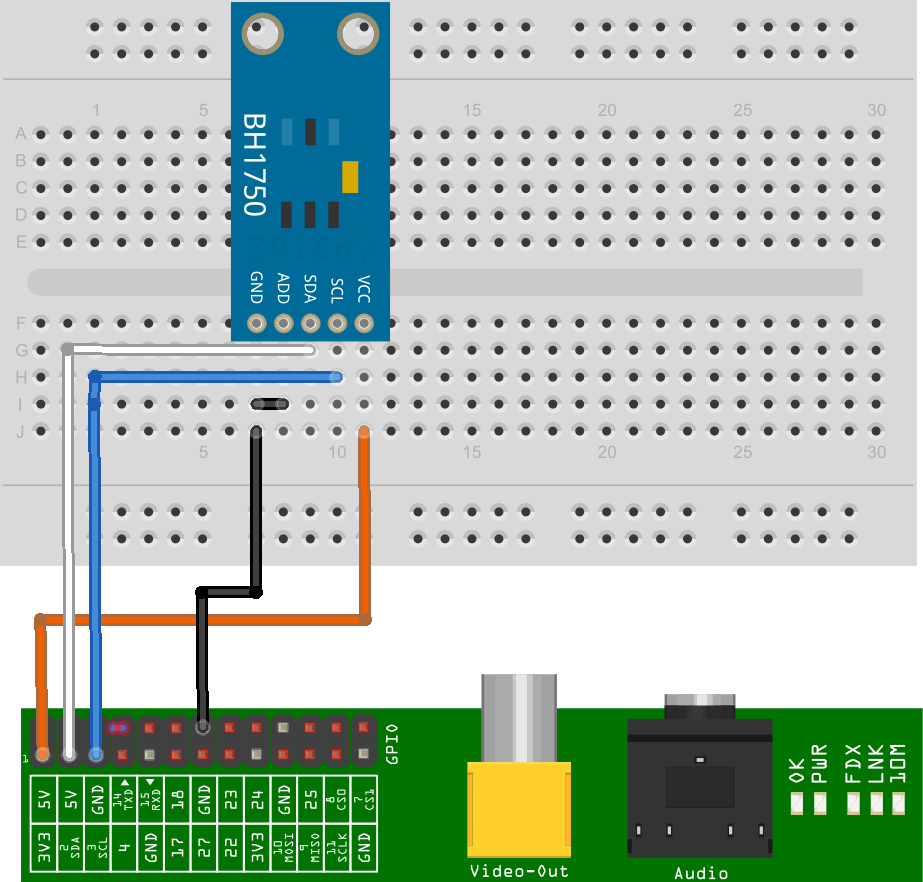 1 5 15 20 25 30
A
B
C
D
E
BH1750
RPiSpy
GND ADD SDA SCL VCC
F
G
H
I
J
5 10 15 20 25 30
1
GPIO
5V 5V GND 14 TXD 15 RXD 18 GND 23 24 GND 25 8 CS0 7 CS1
3V3 2 SDA 3 SCL 4 GND 17 27 22 3V3 10 MOSI 9 MISO 11 SCLK GND
Video-Out
Audio
OK PWR FDX LNK 10M